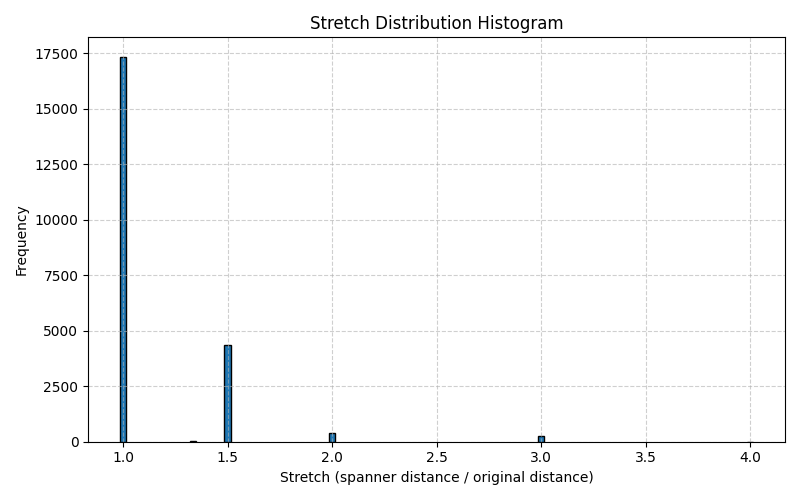 Stretch Distribution Histogram
Frequency
17500
15000
12500
10000
7500
5000
2500
0
1.0 1.5 2.0 2.5 3.0 3.5 4.0
Stretch (spanner distance / original distance)